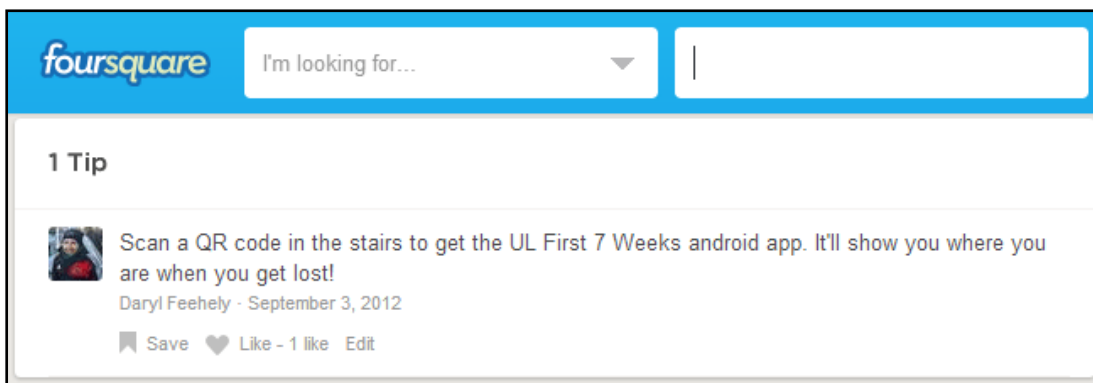 foursquare
I'm looking for...
1 Tip
Scan a QR code in the stairs to get the UL First 7 Weeks android app. It'll show you where you
are when you get lost!
Daryl Feehely · September 3, 2012
Save Like - 1 like Edit